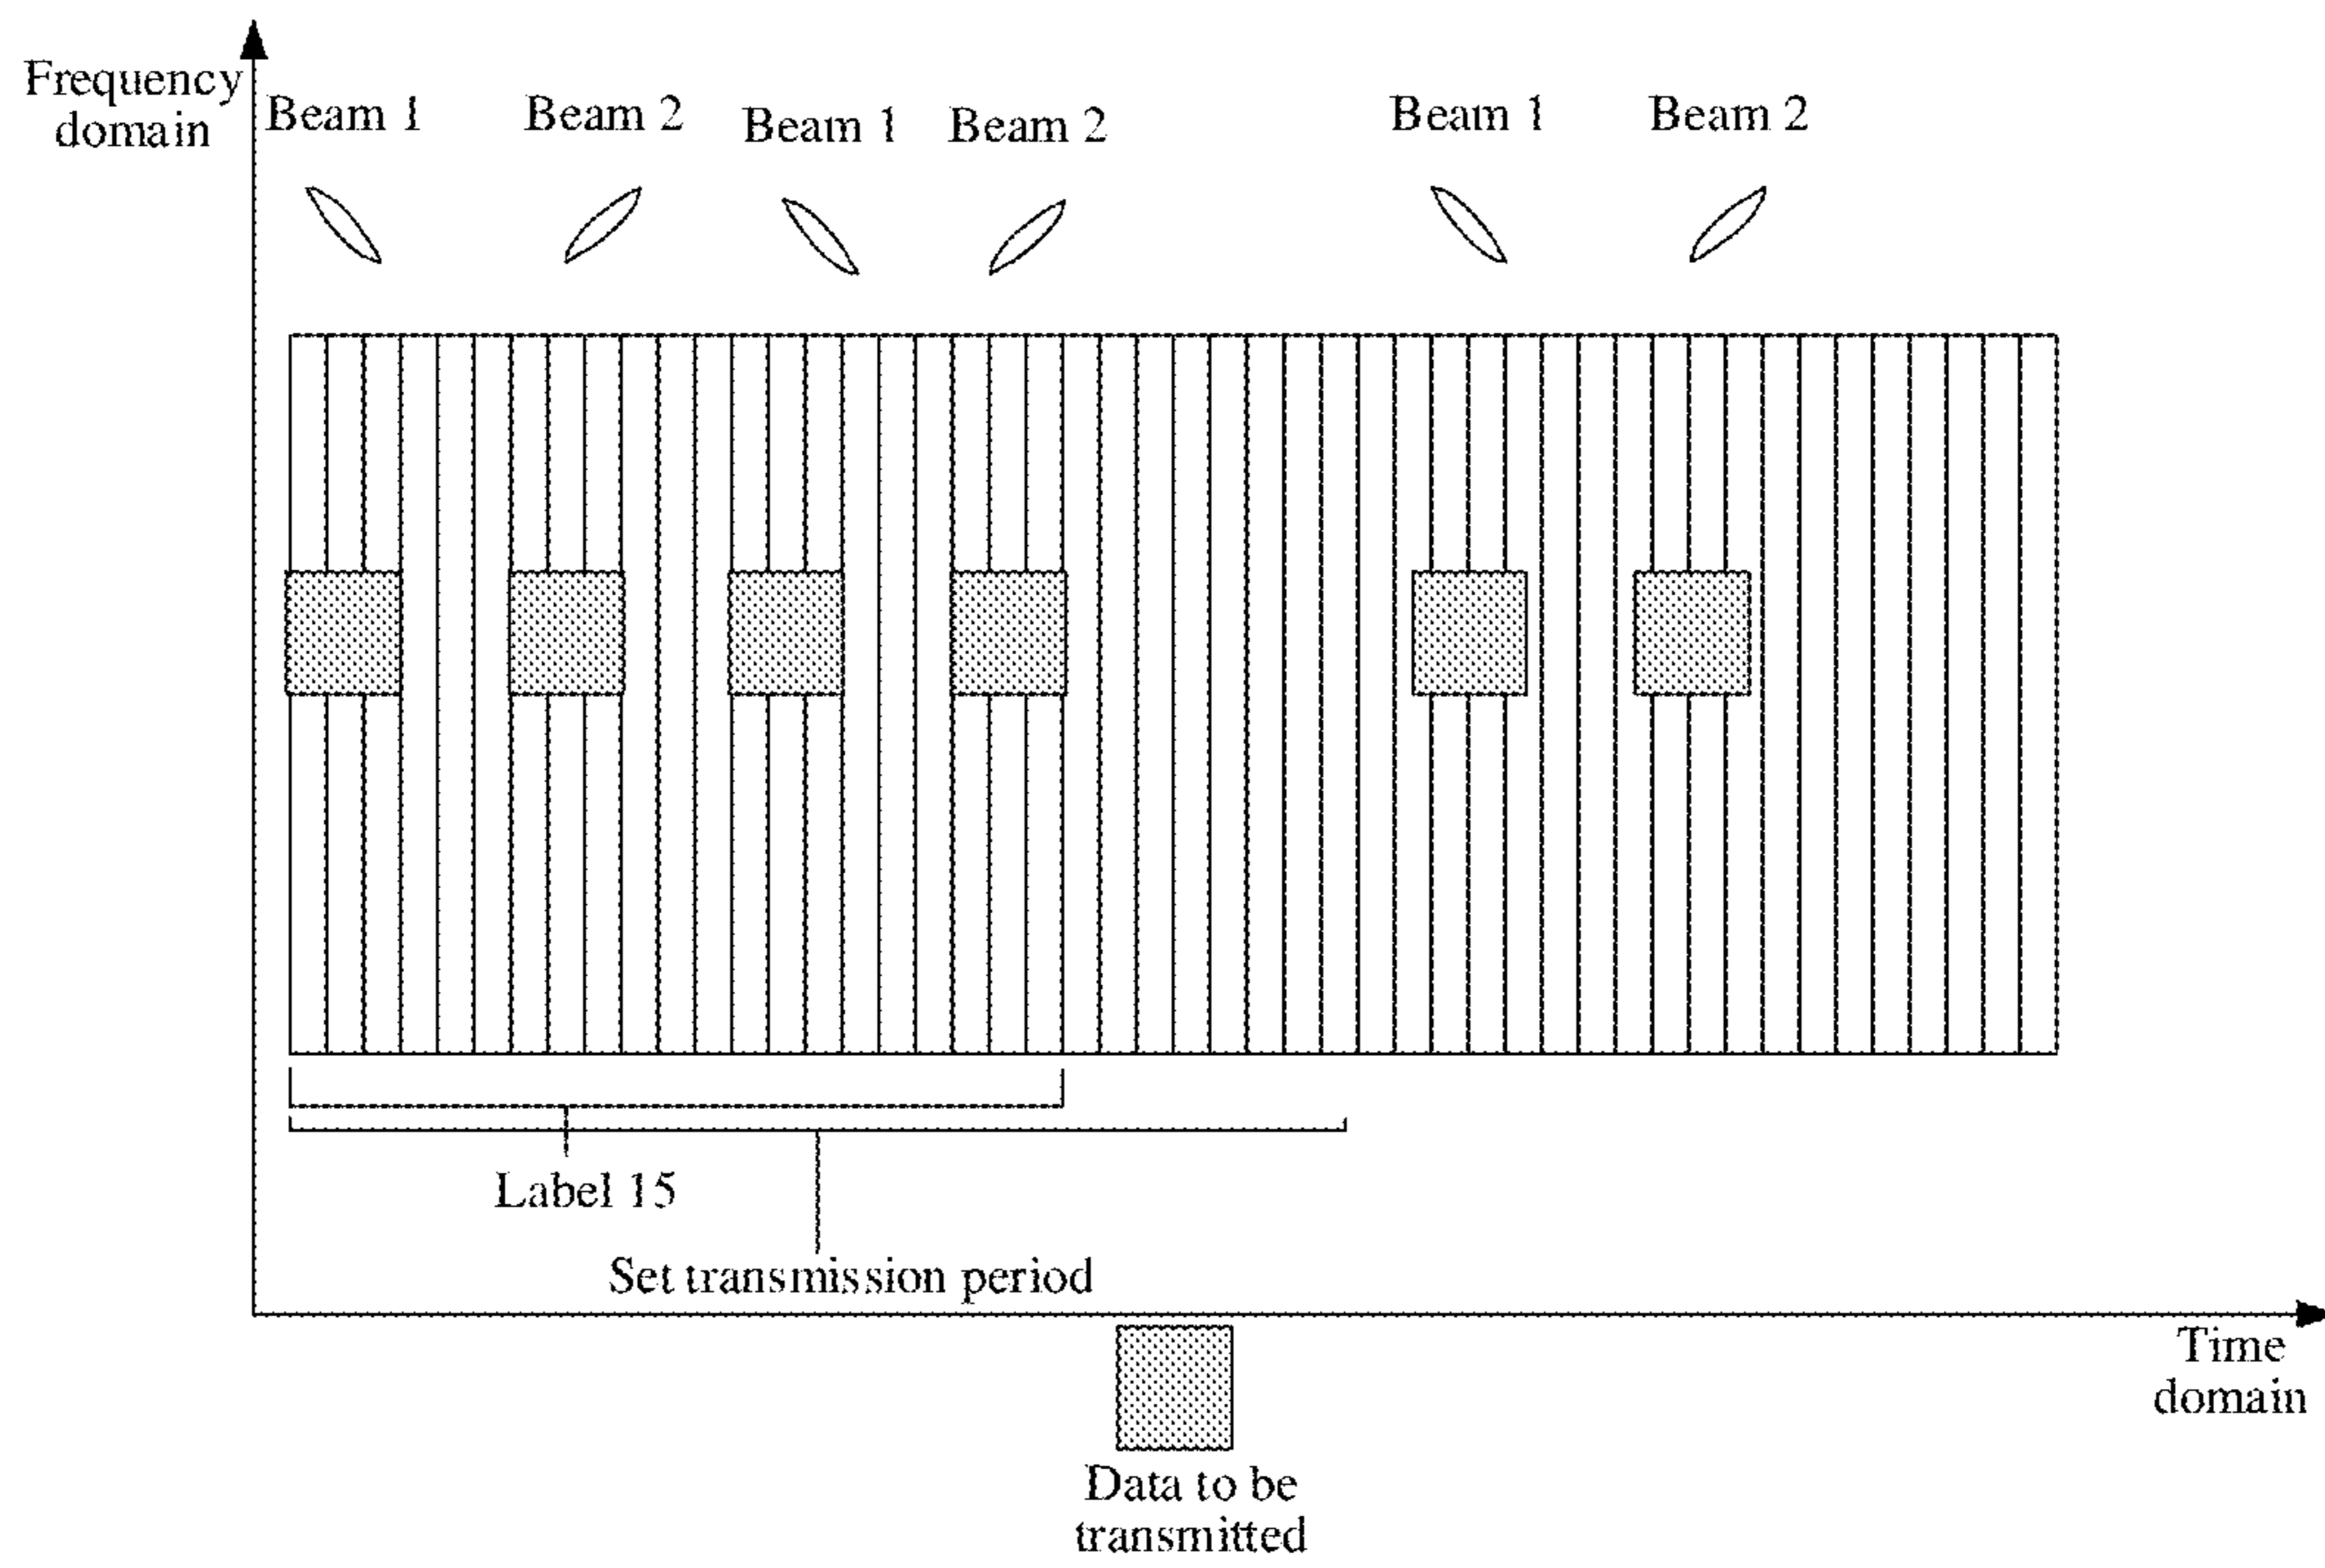 Frequency
domain
Beam 1
Beam 2
Beam 1
Beam 2
Beam 1
Beam 2
Label 15
Set transmission period
Time
domain
Data to be
transmitted